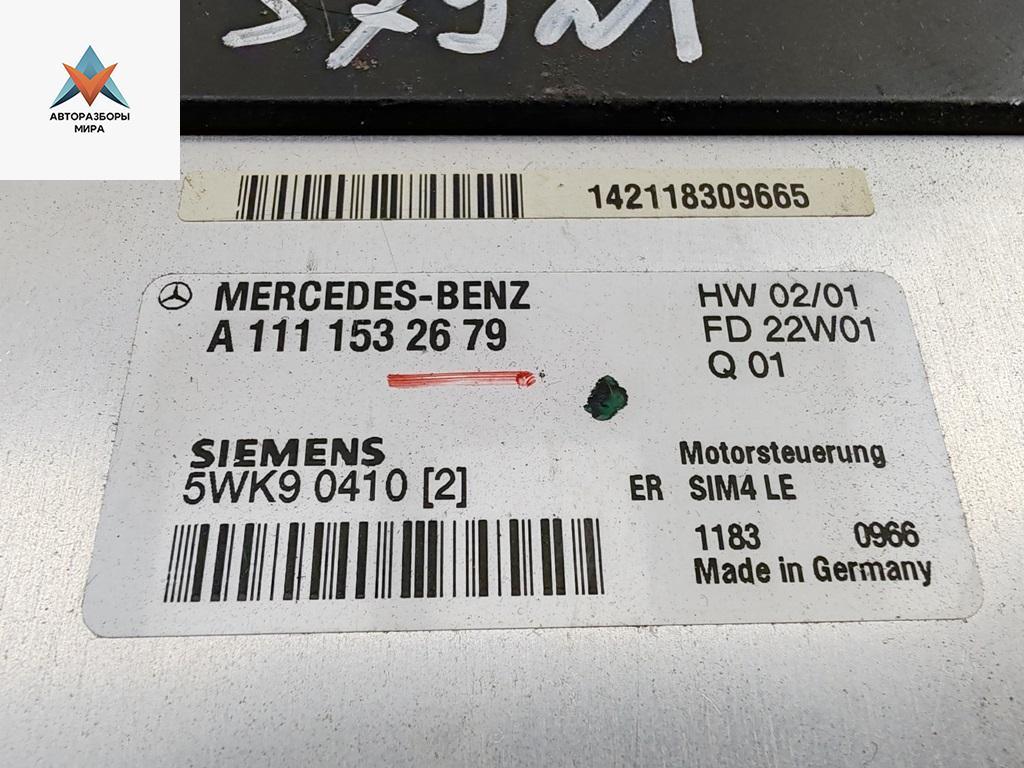 АВТОРАЗБОРЫ
МИРА
142118309665
MERCEDES-BENZ
A 111 153 26 79
HW 02/01
FD 22W01
Q 01
SIEMENS
5WK9 0410 [2]
Motorsteuerung
ER SIM4 LE
1183 0966
Made in Germany